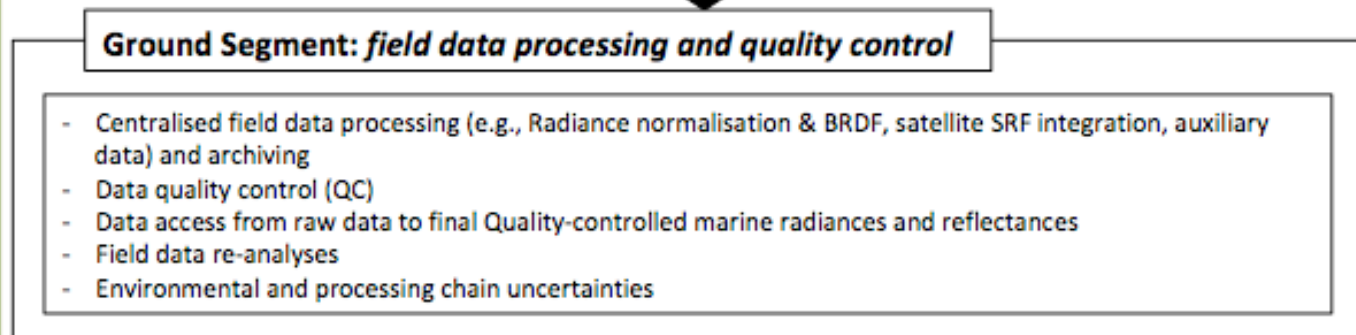 Ground Segment: field data processing and quality control
- Centralised field data processing (e.g., Radiance normalisation & BRDF, satellite SRF integration, auxiliary
data) and archiving
- Data quality control (QC)
- Data access from raw data to final Quality-controlled marine radiances and reflectances
- Field data re-analyses
- Environmental and processing chain uncertainties